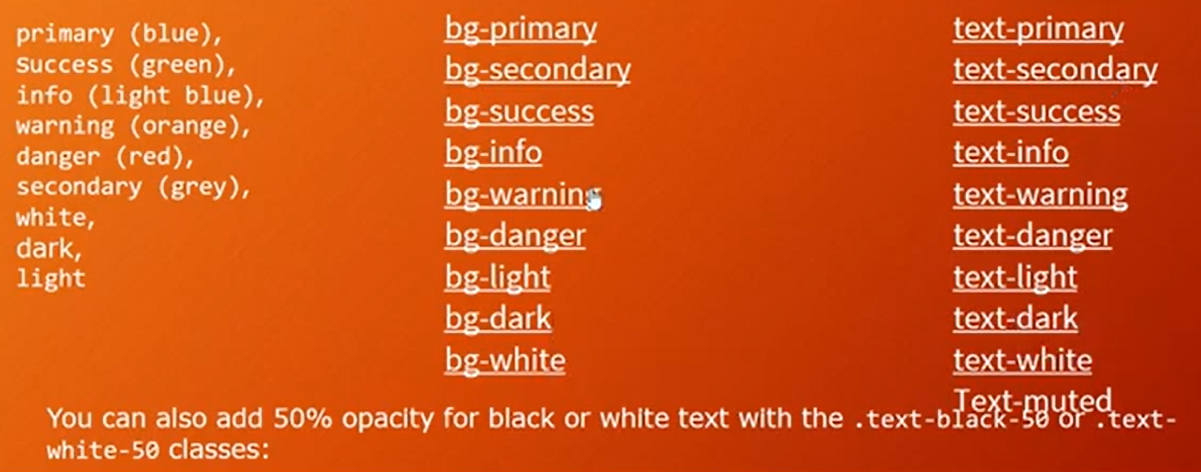 primary (blue),
Success (green),
info (light blue),
warning (orange),
danger (red),
secondary (grey),
white,
dark,
light
bg-primary
bg-secondary
bg-success
bg-info
bg-warning
bg-danger
bg-light
bg-dark
bg-white
text-primary
text-secondary
text-success
text-info
text-warning
text-danger
text-light
text-dark
text-white
Text-muted
You can also add 50% opacity for black or white text with the .text-black-50 or .text-
white-50 classes: